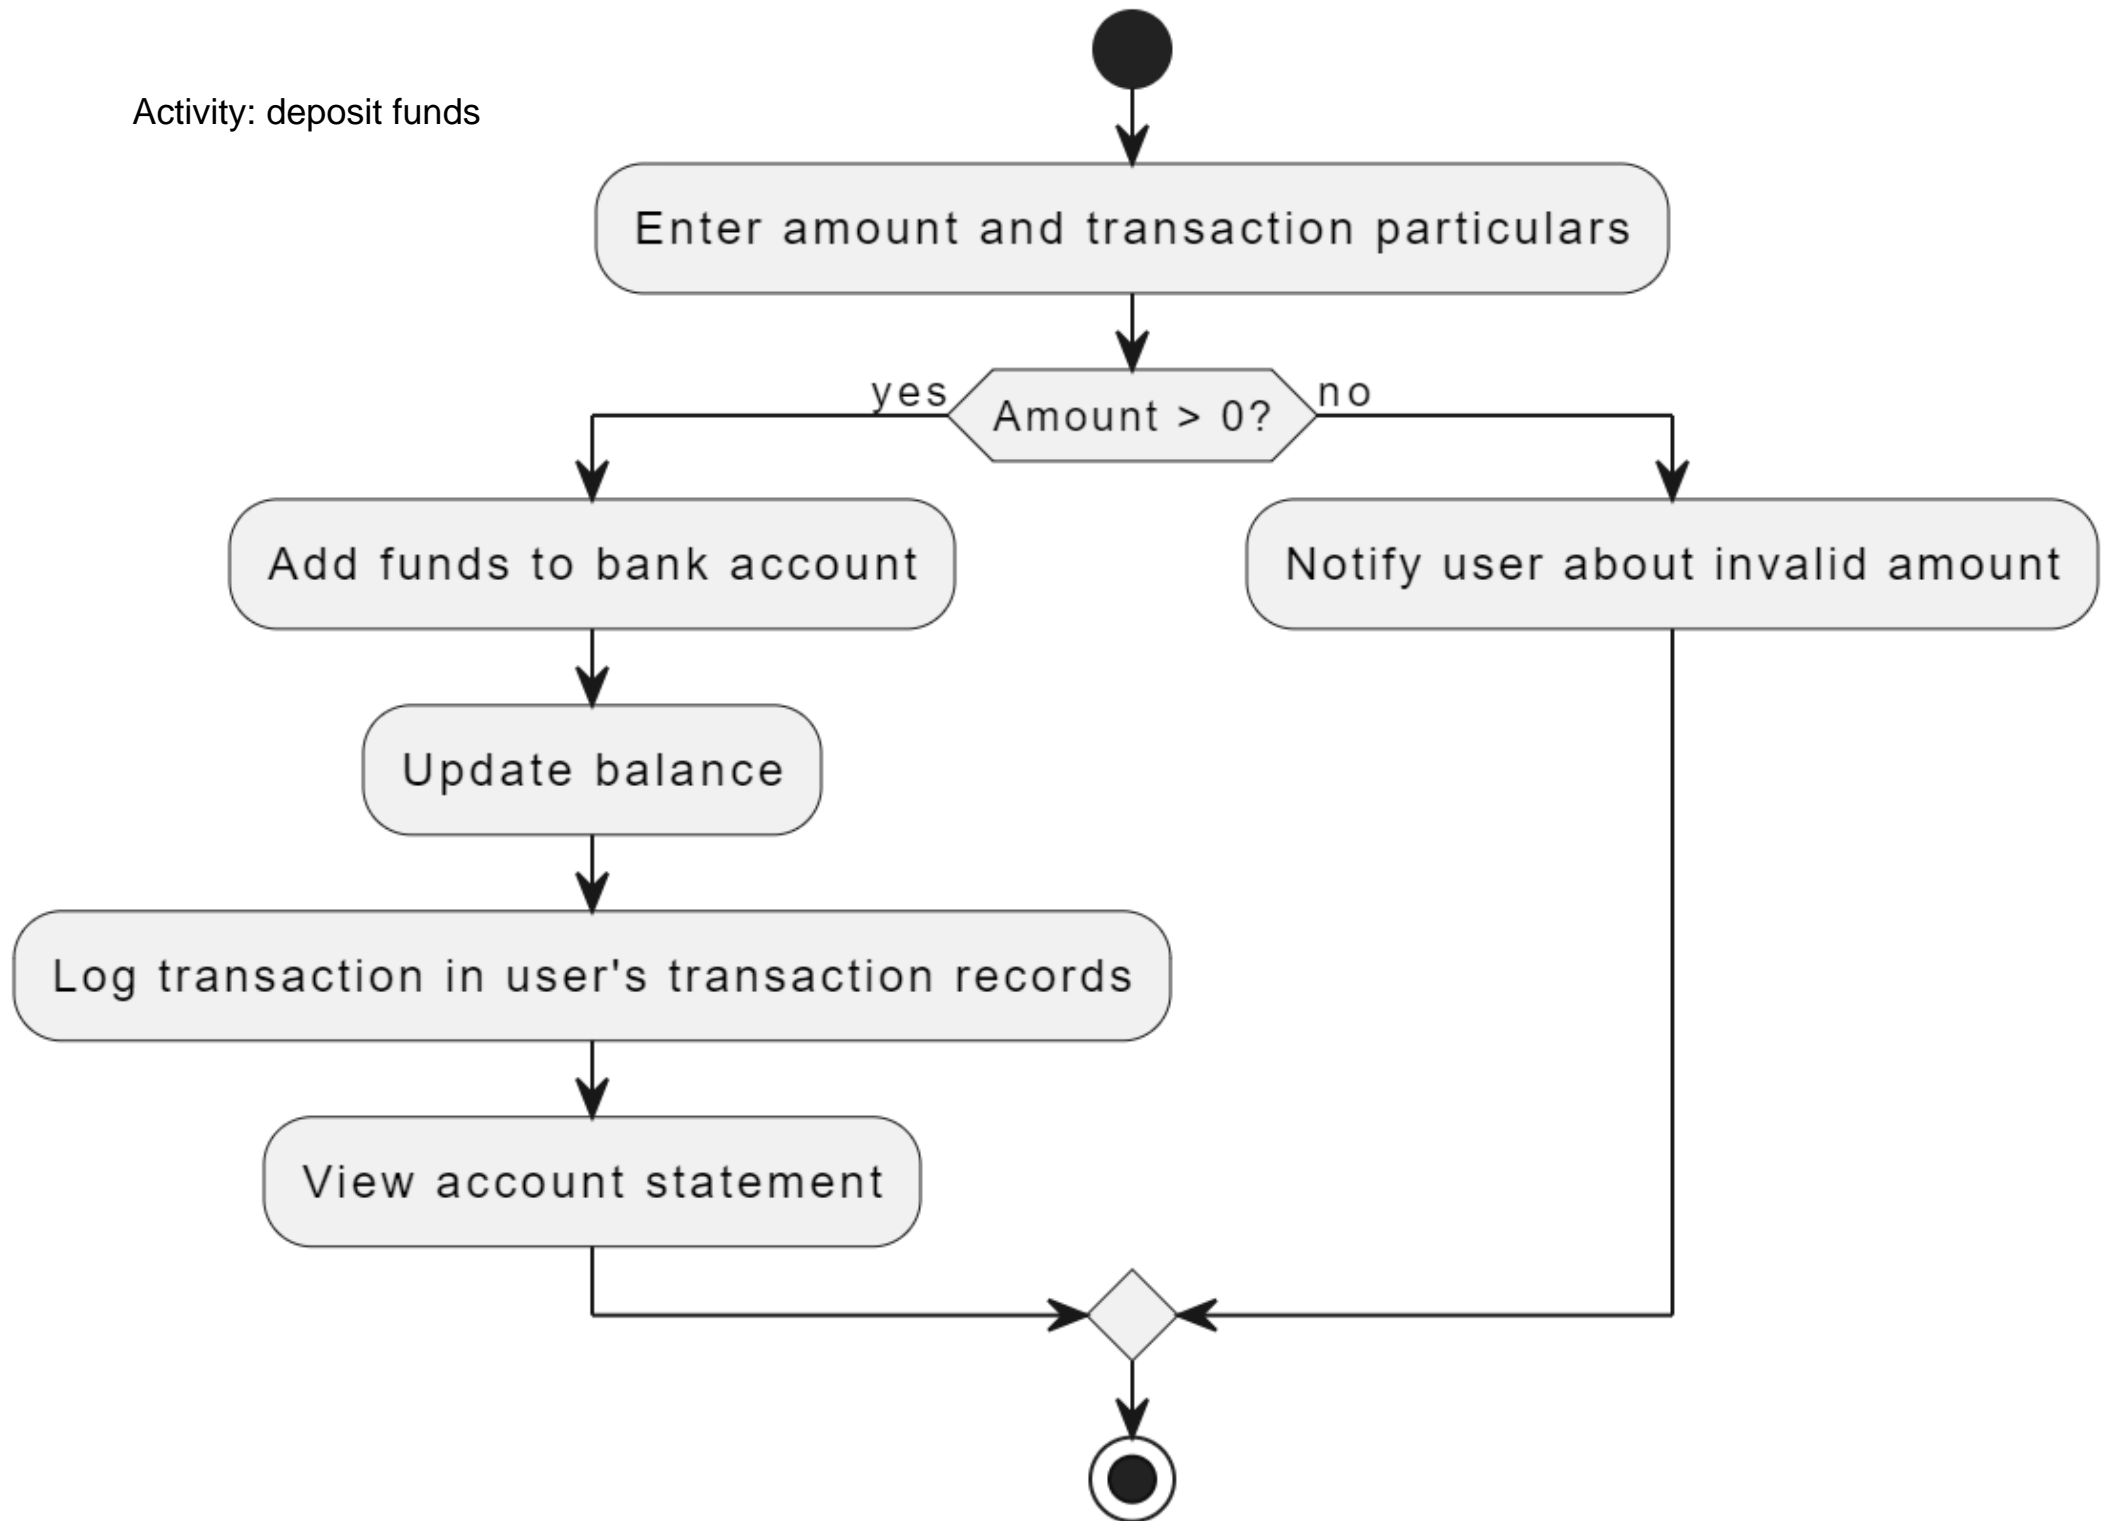 Activity: deposit funds
Enter amount and transaction particulars
yes
Amount > 0?
no
Add funds to bank account
Notify user about invalid amount
Update balance
Log transaction in user's transaction records
View account statement